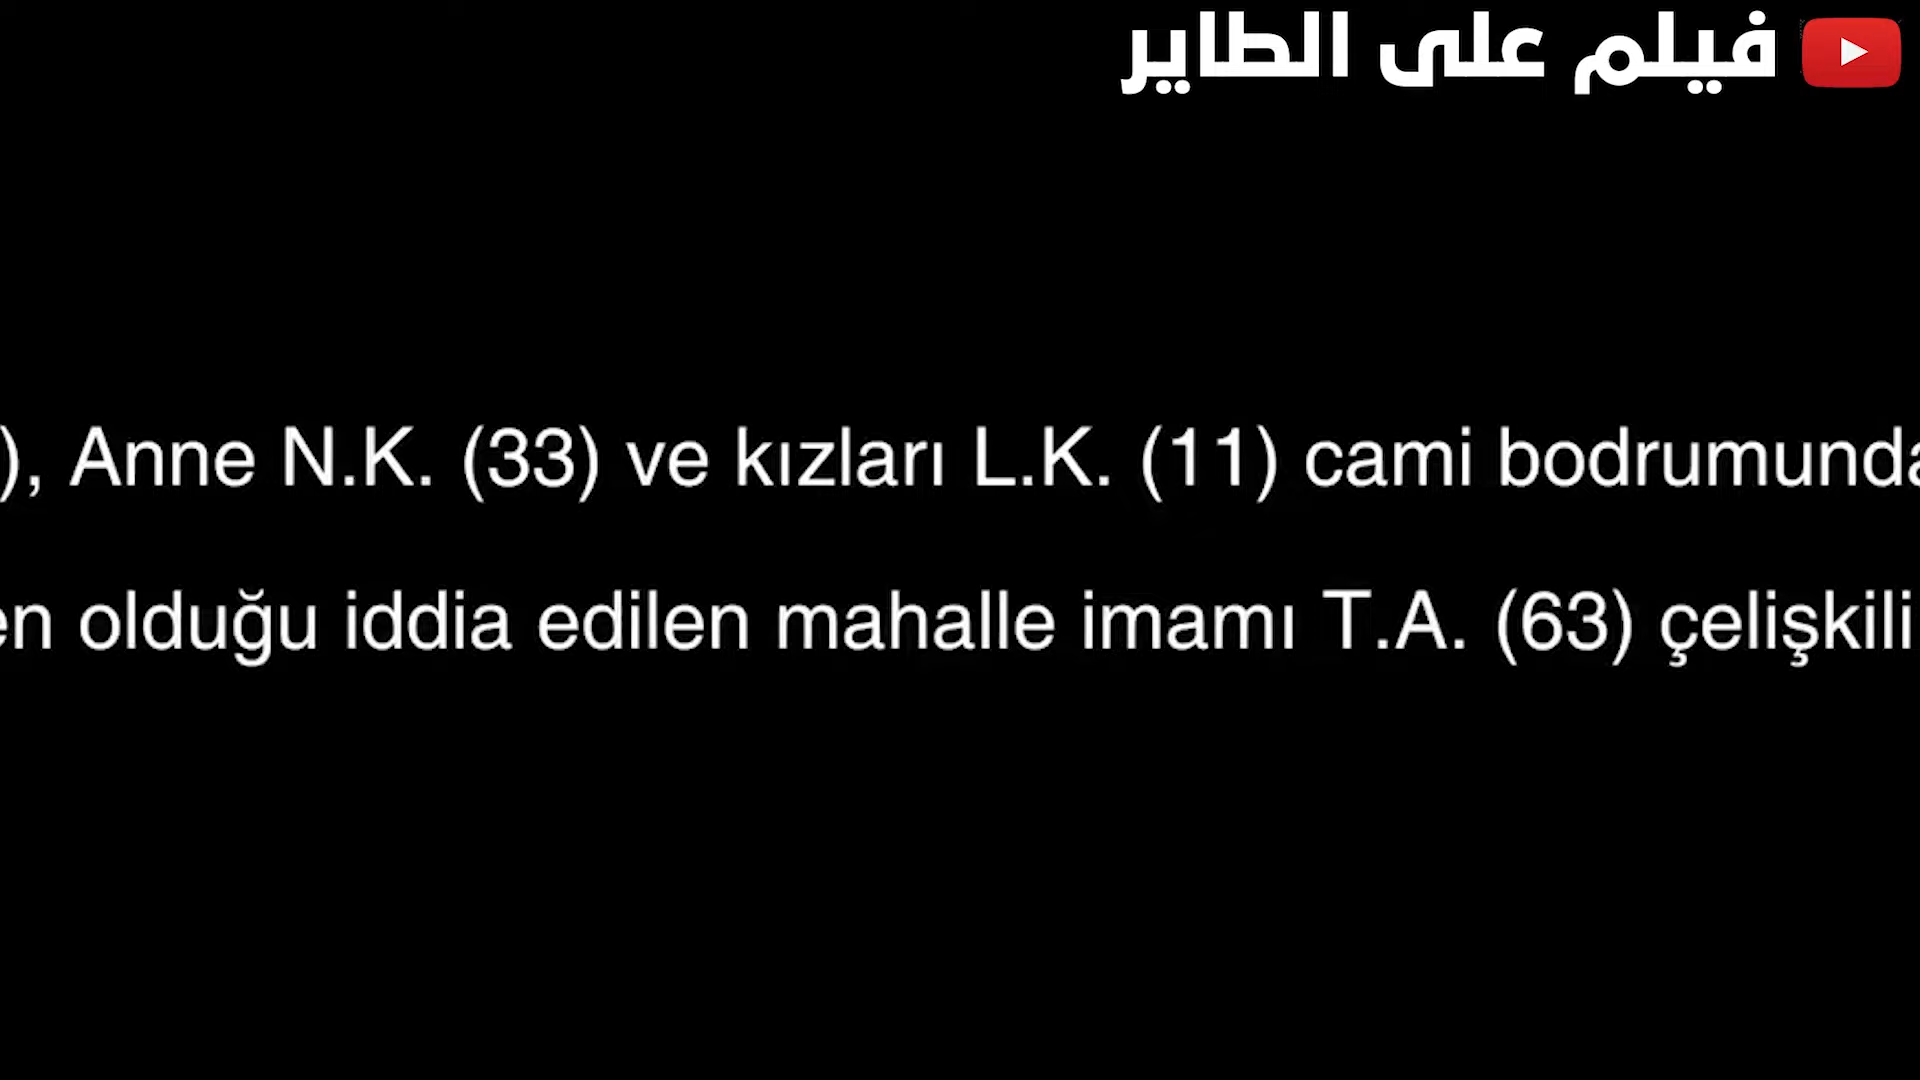 فيلم على الطاير
), Anne N.K. (33) ve kızları L.K. (11) cami bodrumunda
en olduğu iddia edilen mahalle imamı T.A. (63) çelişkili